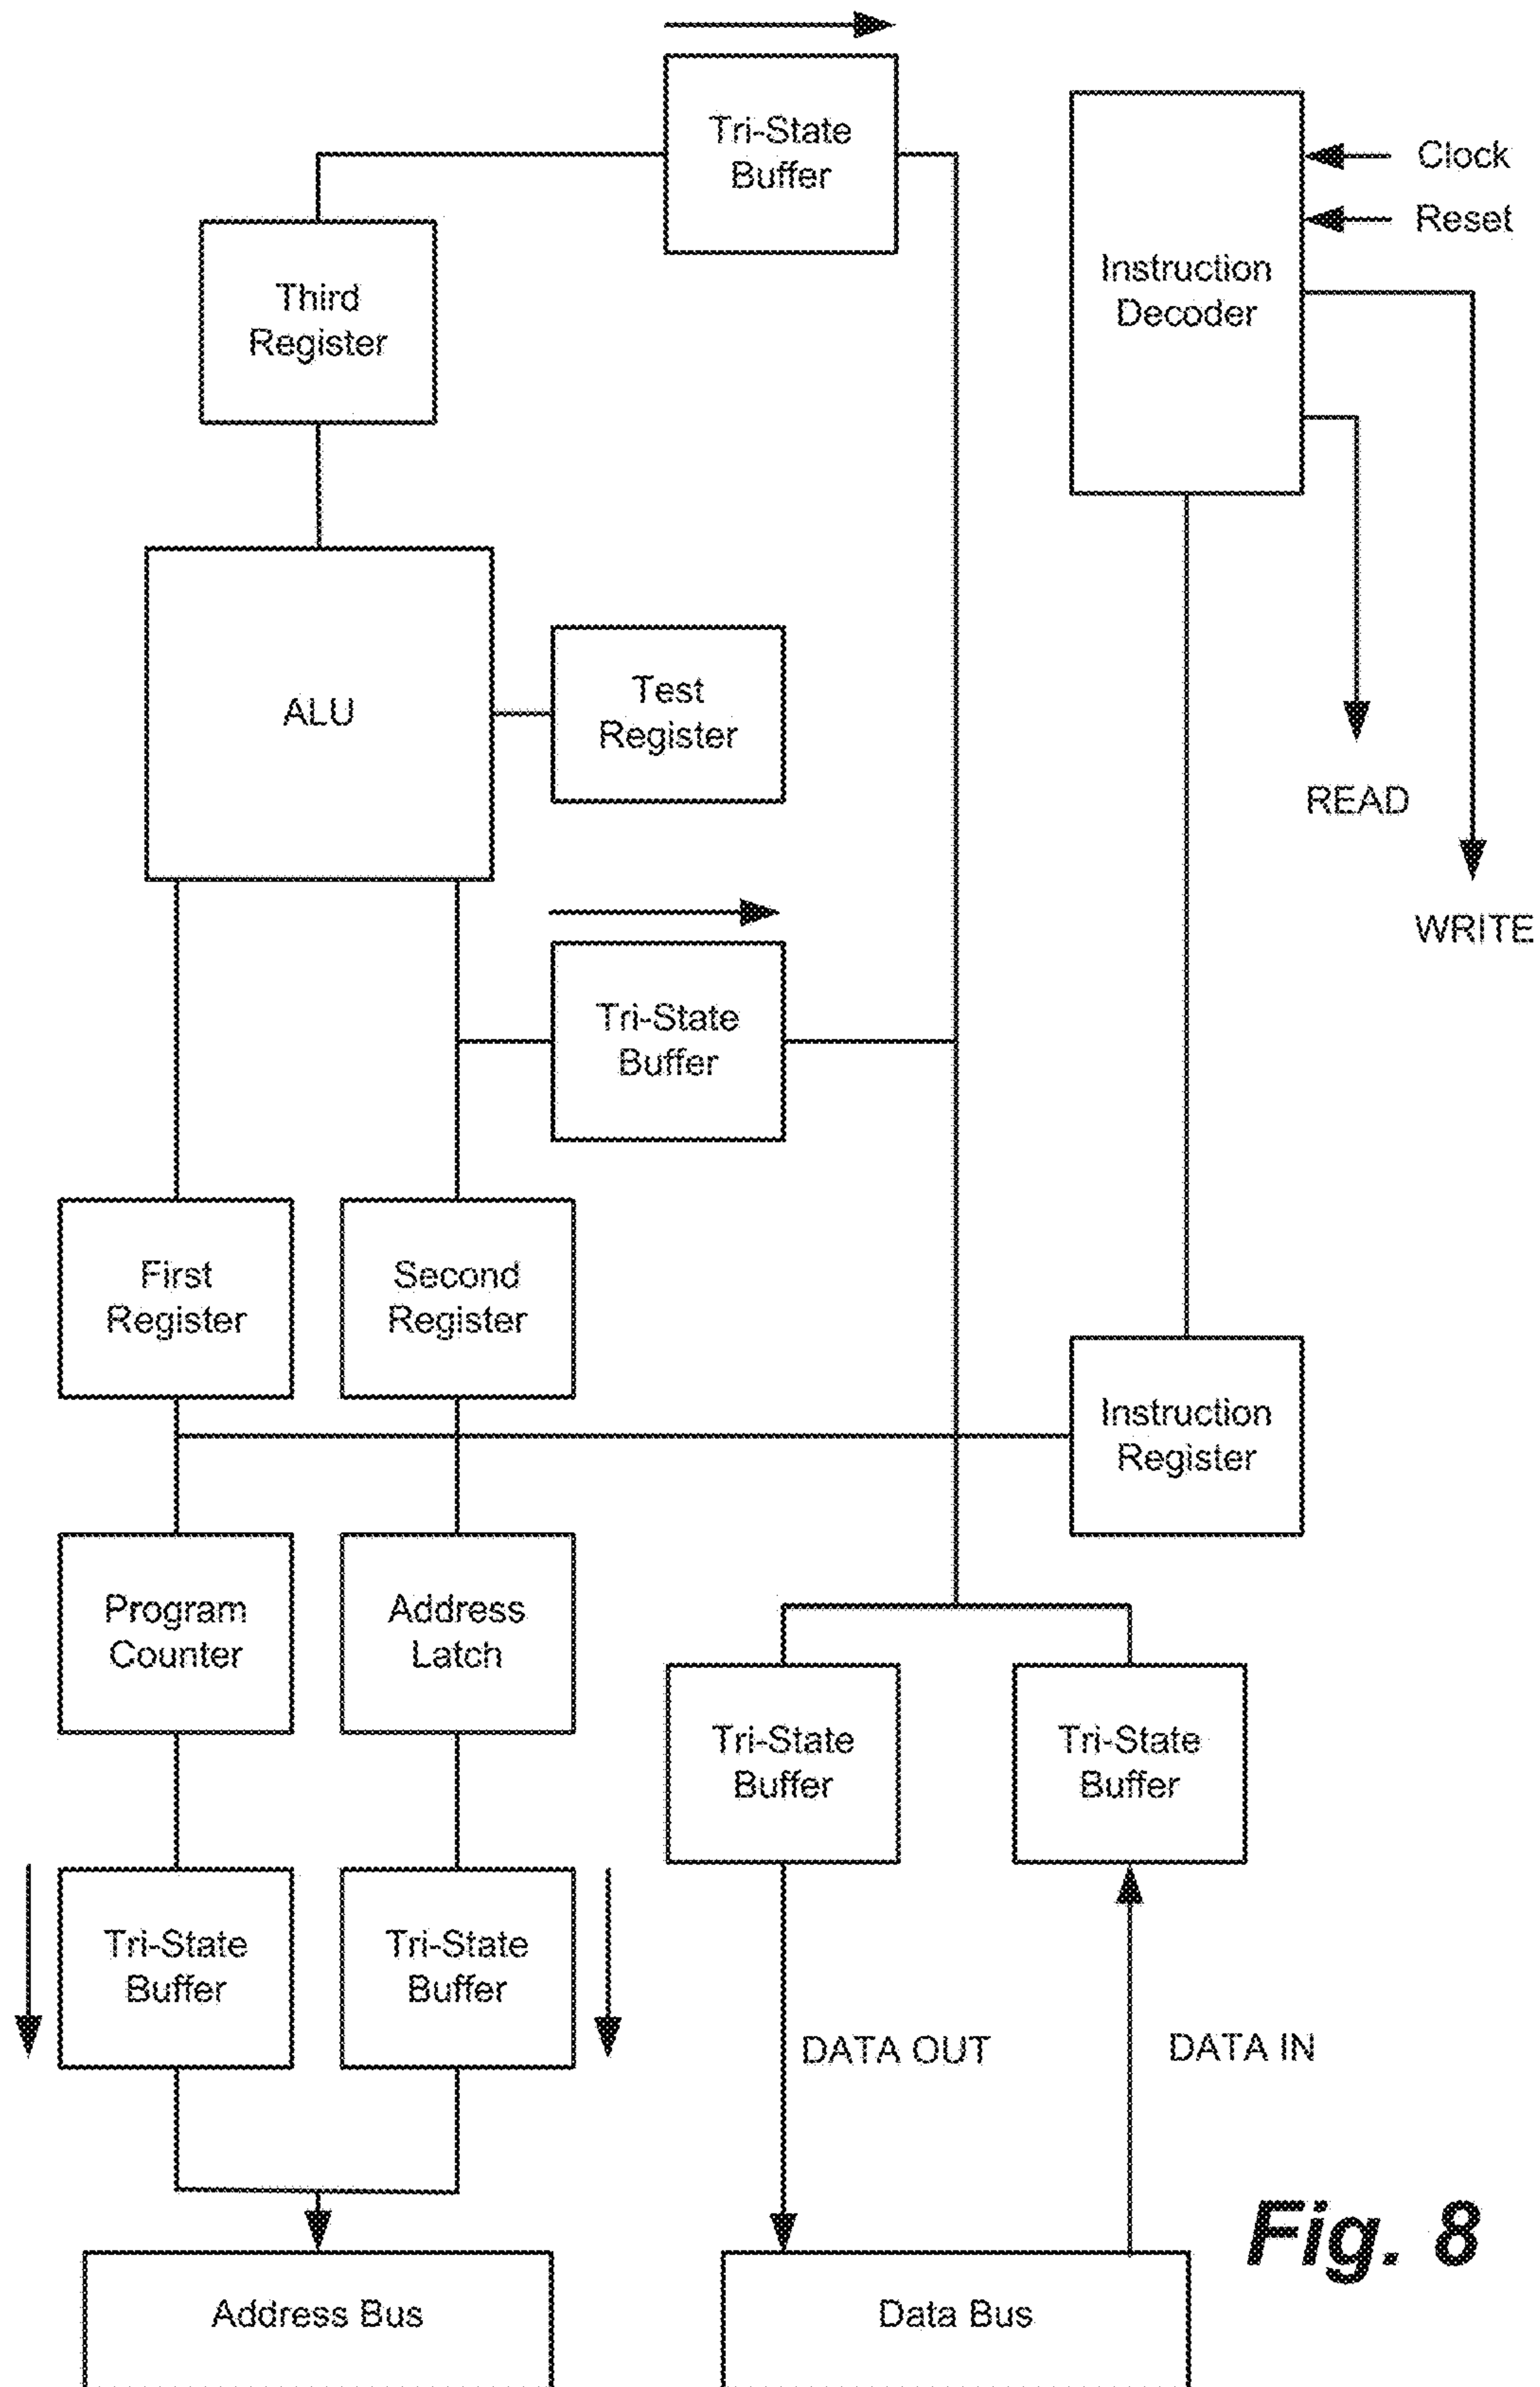 Tri-State
Buffer
Clock
Reset
Instruction
Decoder
Third
Register
Test
Register
ALU
READ
WRITE
Tri-State
Buffer
First
Register
Second
Register
Instruction
Register
Program
Counter
Address
Latch
Tri-State
Buffer
Tri-State
Buffer
Tri-State
Buffer
Tri-State
Buffer
DATA OUT
DATA IN
Fig. 8
Address Bus
Data Bus